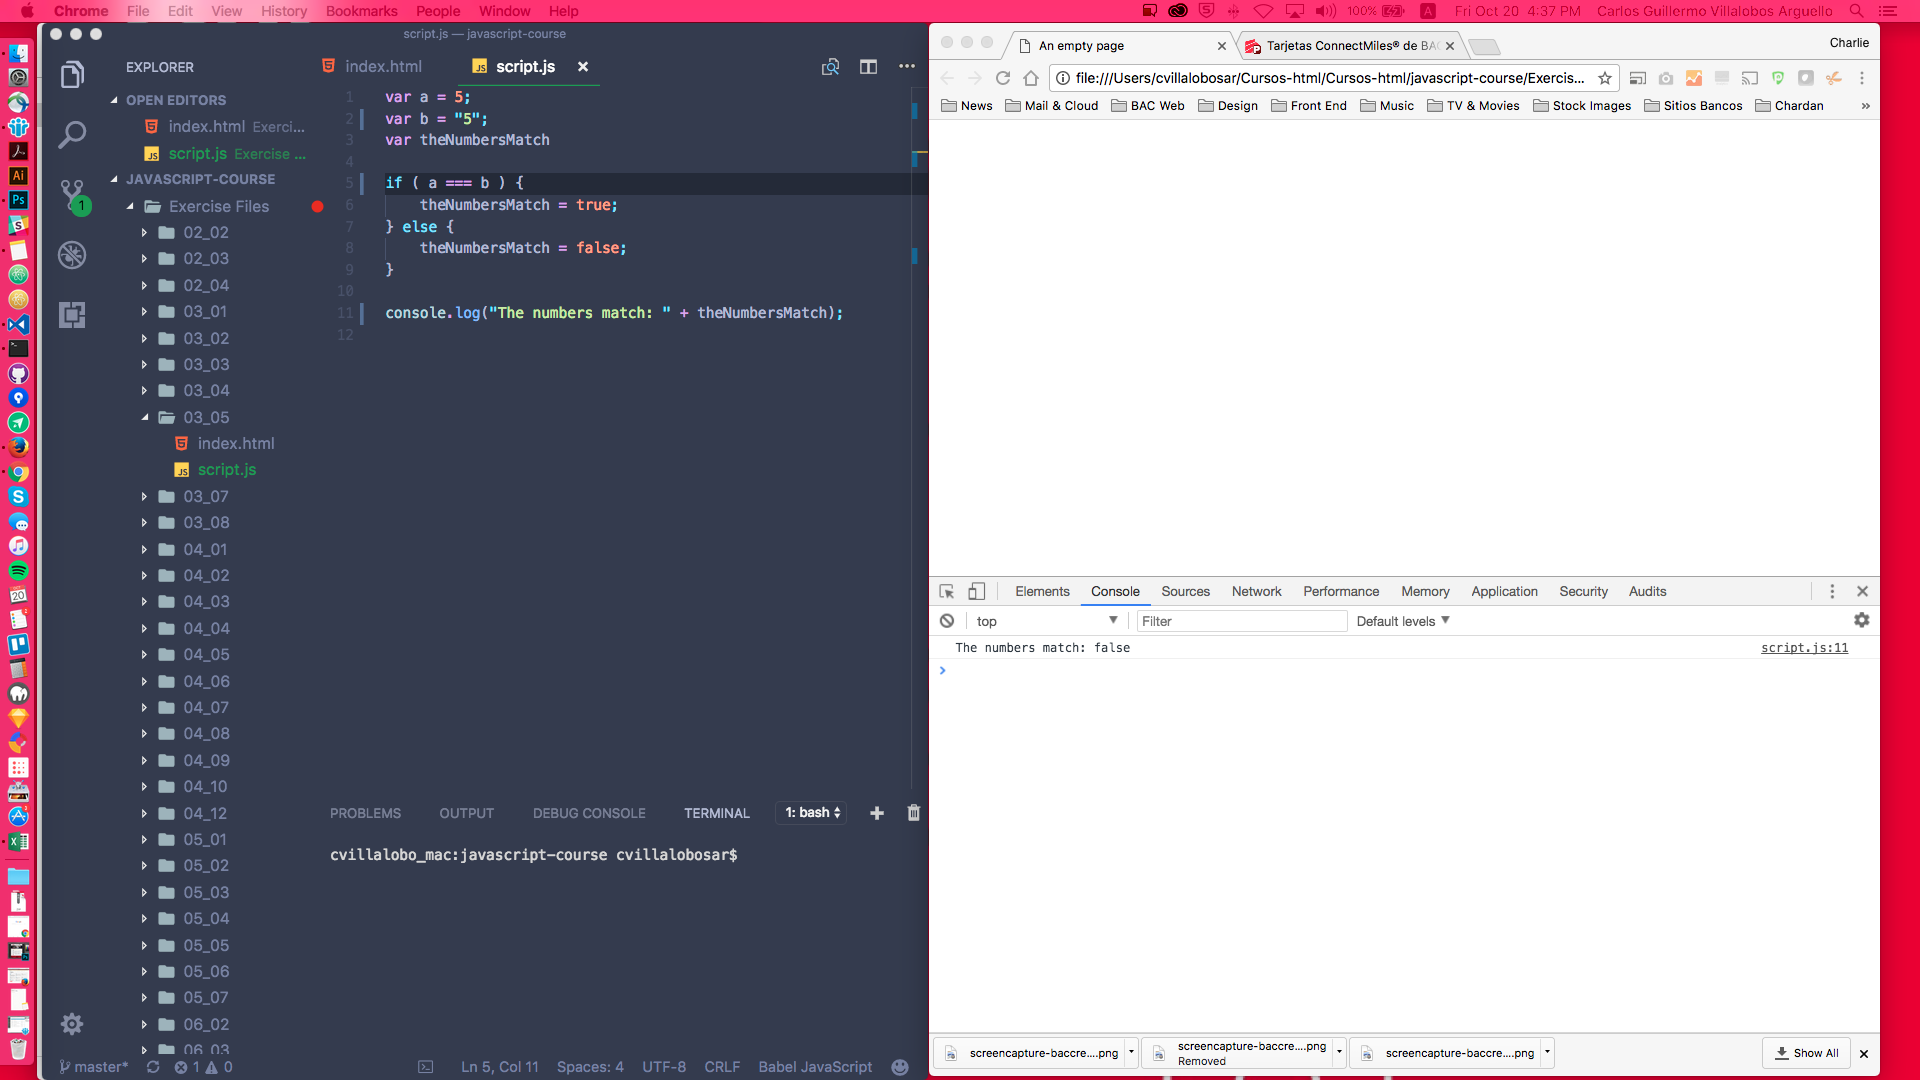 Chrome File Edit View History Bookmarks People Window Help
100% Fri Oct 20 4:37 PM Carlos Guillermo Villalobos Arguello
script.js — javascript-course
EXPLORER
OPEN EDITORS
index.html Exerci...
script.js Exercise ...
JAVASCRIPT-COURSE
Exercise Files
02_02
02_03
02_04
03_01
03_02
03_03
03_04
03_05
index.html
script.js
03_07
03_08
04_01
04_02
04_03
04_04
04_05
04_06
04_07
04_08
04_09
04_10
04_12
05_01
05_02
05_03
05_04
05_05
05_06
05_07
06_02
06_03
1
index.html script.js
1 var a = 5;
2 var b = "5";
3 var theNumbersMatch
4
5 if ( a === b ) {
6 theNumbersMatch = true;
7 } else {
8 theNumbersMatch = false;
9 }
10
11 console.log("The numbers match: " + theNumbersMatch);
12
PROBLEMS OUTPUT DEBUG CONSOLE TERMINAL 1: bash
cvillalobo_mac:javascript-course cvillalobosar$
master* 1 0 Ln 5, Col 11 Spaces: 4 UTF-8 CRLF Babel JavaScript
An empty page Tarjetas ConnectMiles® de BA Charlie
file:///Users/cvillalobosar/Cursos-html/Cursos-html/javascript-course/Exercis...
News Mail & Cloud BAC Web Design Front End Music TV & Movies Stock Images Sitios Bancos Chardan »
Elements Console Sources Network Performance Memory Application Security Audits
top Filter Default levels
The numbers match: false script.js:11
screencapture-baccre....png screencapture-baccre....png screencapture-baccre....png Show All
Removed